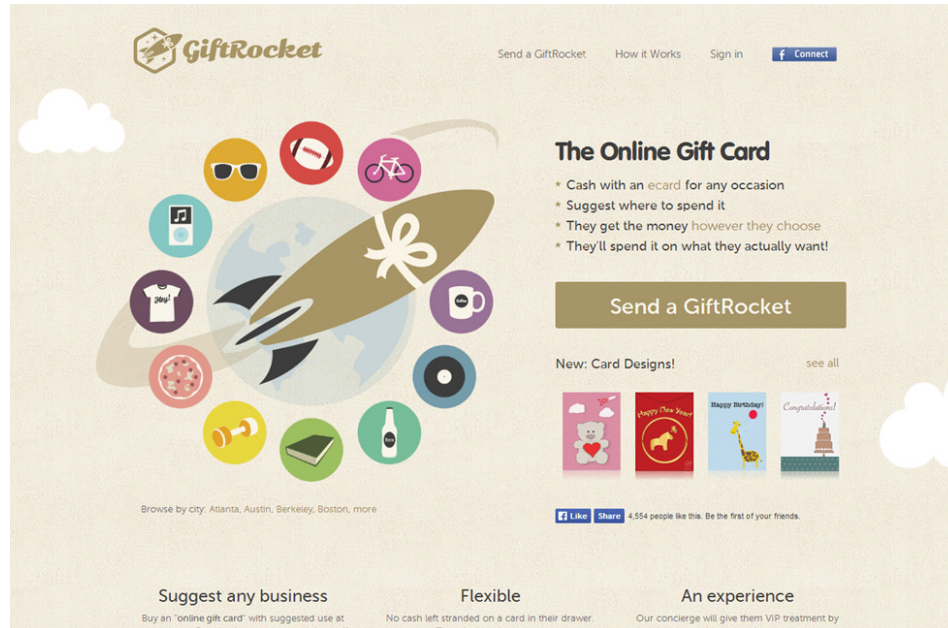 GiftRocket
Send a GiftRocket
How it Works
Sign in
f Connect
The Online Gift Card
* Cash with an ecard for any occasion
* Suggest where to spend it
* They get the money however they choose
* They'll spend it on what they actually want!
Send a GiftRocket
New: Card Designs!
see all
Happy New Year!
Happy Birthday!
Congratulations!
Hey!
Browse by city: Atlanta, Austin, Berkeley, Boston, more
f Like
Share
4,554 people like this. Be the first of your friends.
Suggest any business
Flexible
An experience
Buy an "online gift card" with suggested use at
No cash left stranded on a card in their drawer.
Our concierge will give them VIP treatment by